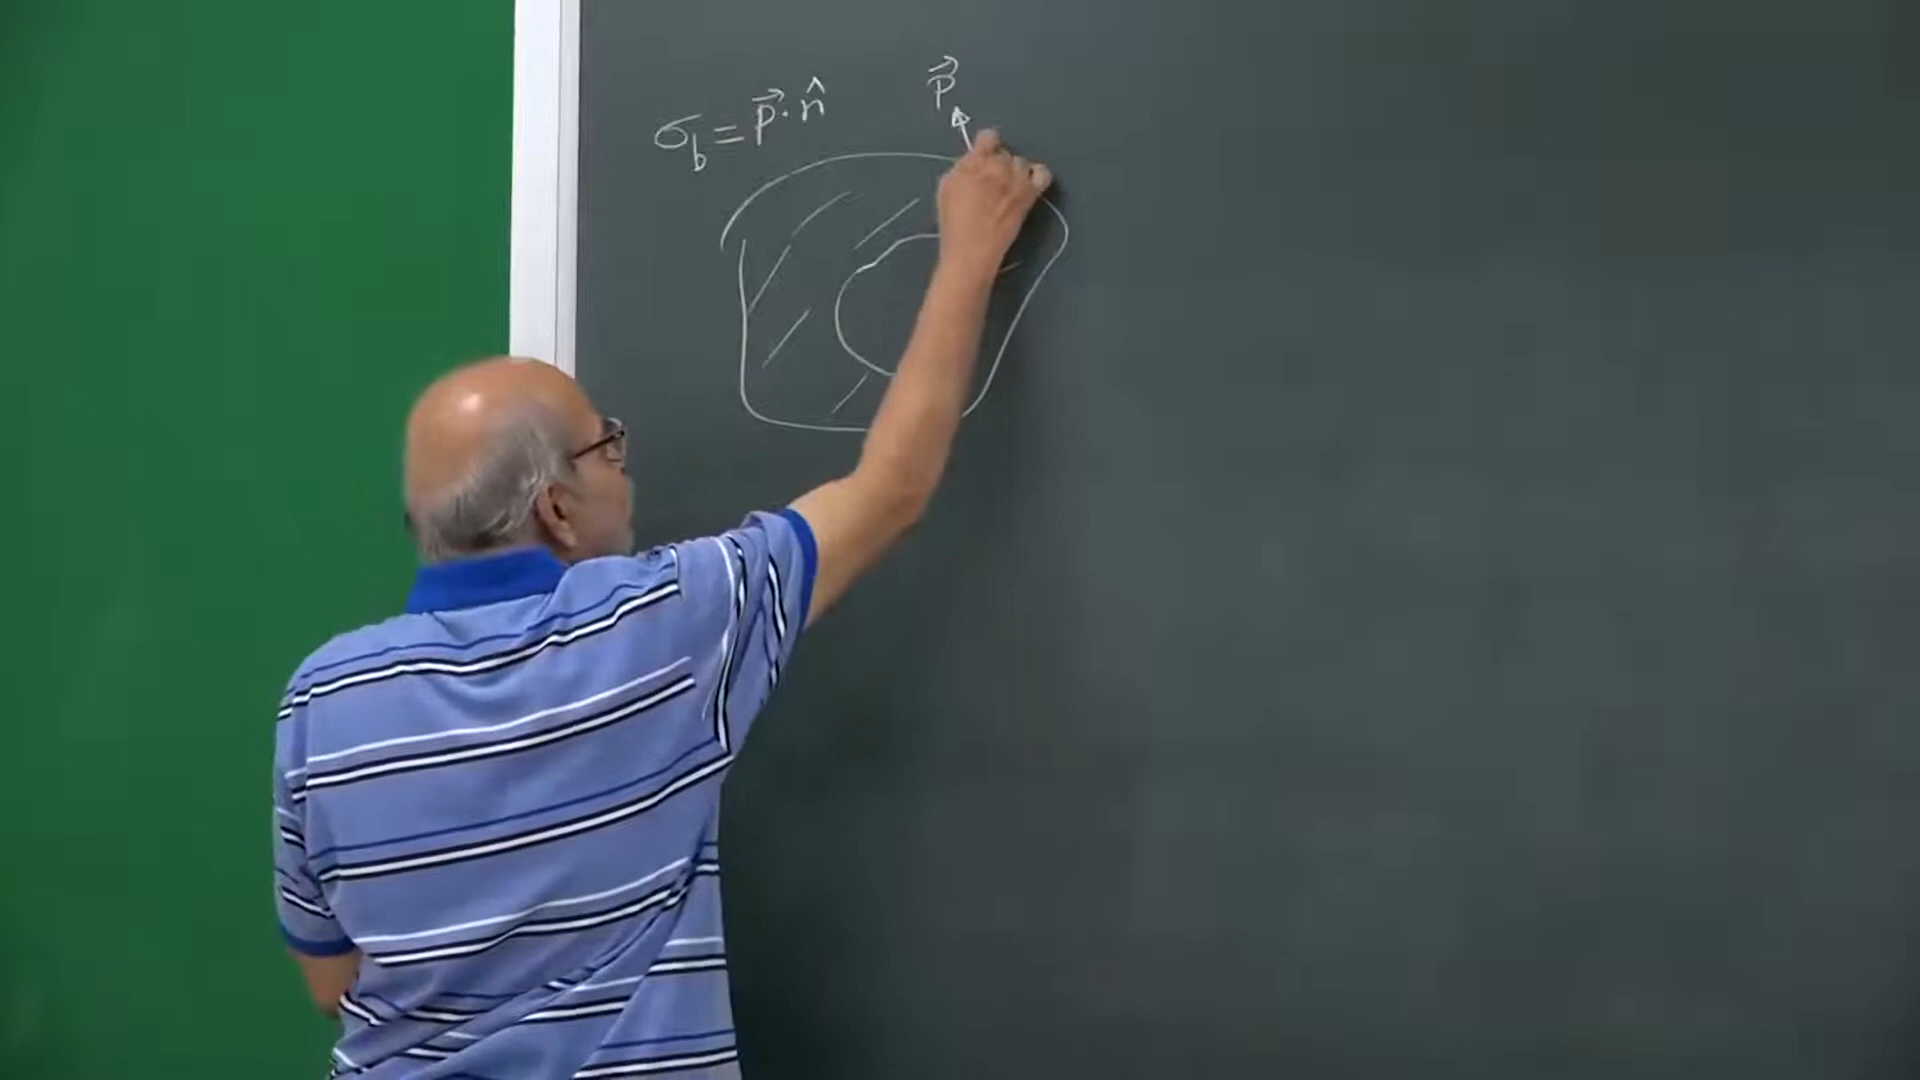 σ_b = p⃗ · n̂
p⃗